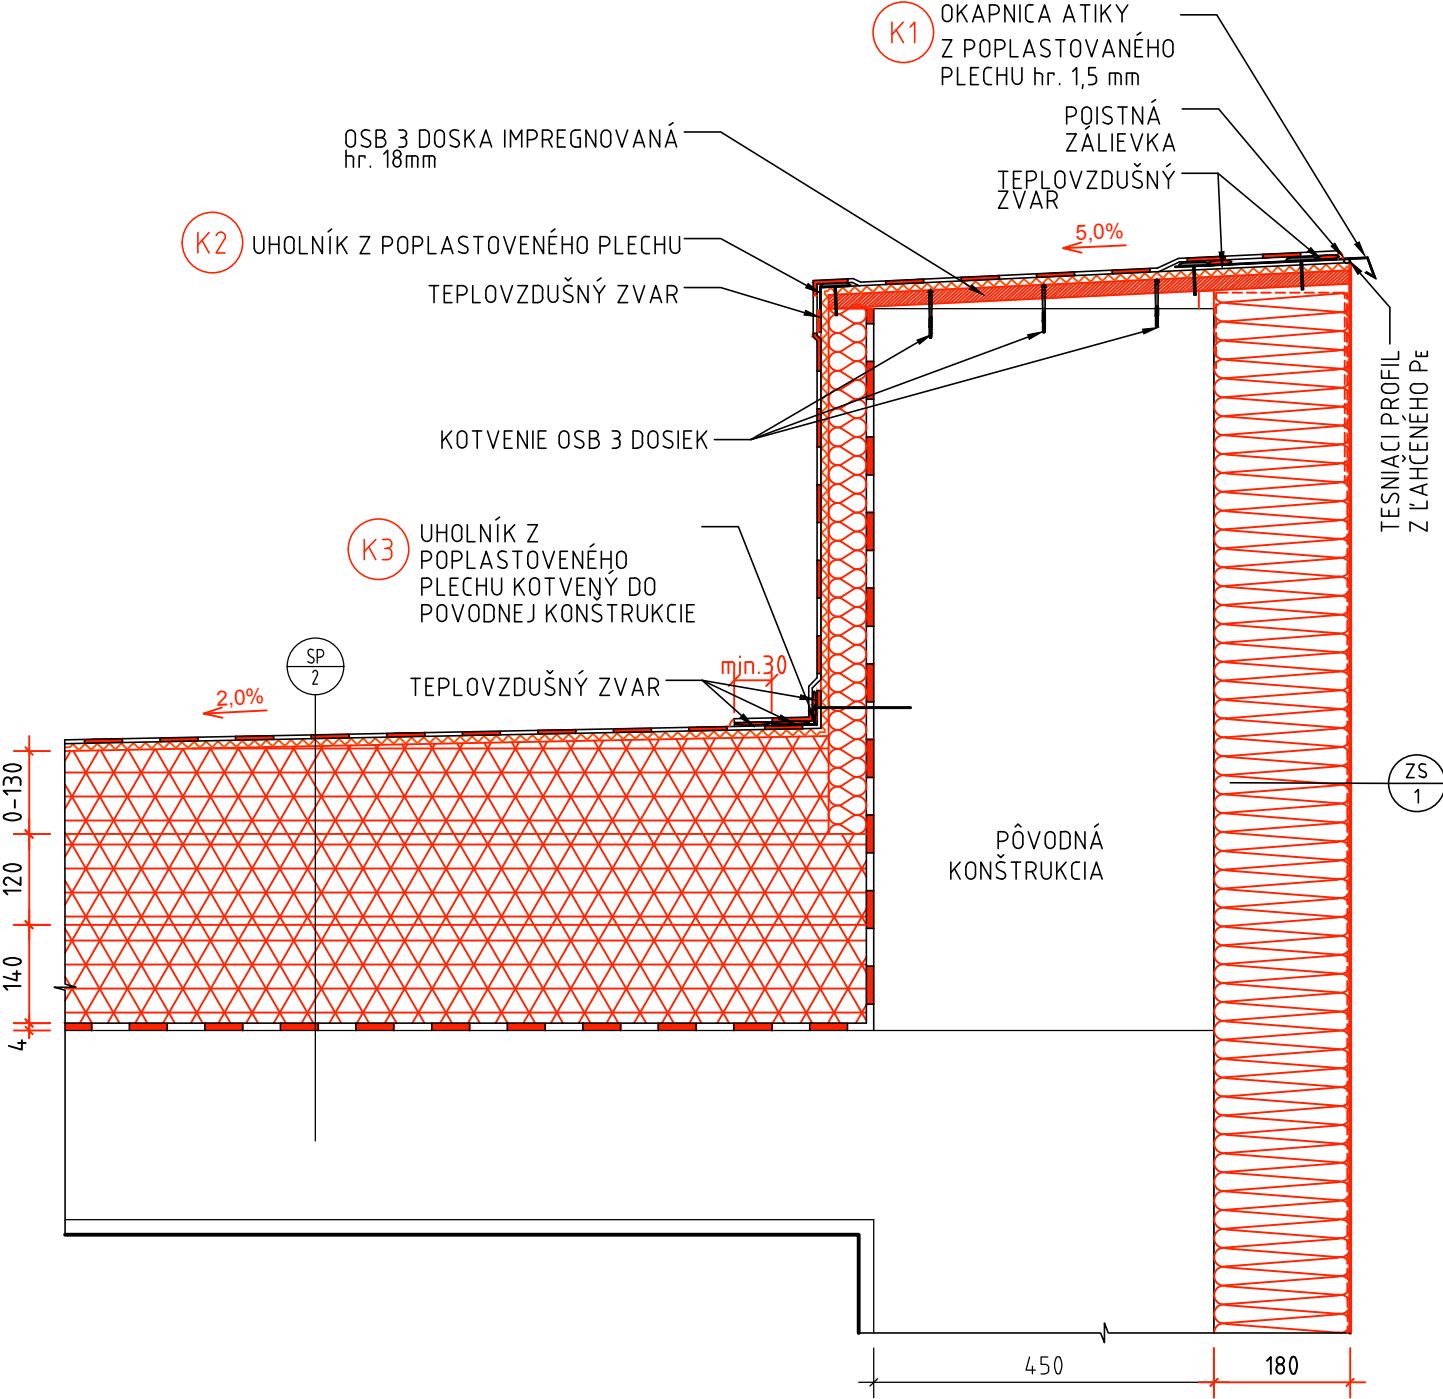 K1
OKAPNICA ATIKY
Z POPLASTOVANÉHO
PLECHU hr. 1,5 mm
POISTNÁ
ZÁLIEVKA
OSB 3 DOSKA IMPREGNOVANÁ
hr. 18mm
TEPLOVZDUŠNÝ
ZVAR
5,0%
K2
UHOLNÍK Z POPLASTOVENÉHO PLECHU
TEPLOVZDUŠNÝ ZVAR
TESNIACI PROFIL
Z ĽAHČENÉHO PE
KOTVENIE OSB 3 DOSIEK
K3
UHOLNÍK Z
POPLASTOVENÉHO
PLECHU KOTVENÝ DO
POVODNEJ KONŠTRUKCIE
SP
2
min.30
TEPLOVZDUŠNÝ ZVAR
2,0%
0-130
120
140
4
ZS
1
PÔVODNÁ
KONŠTRUKCIA
450
180